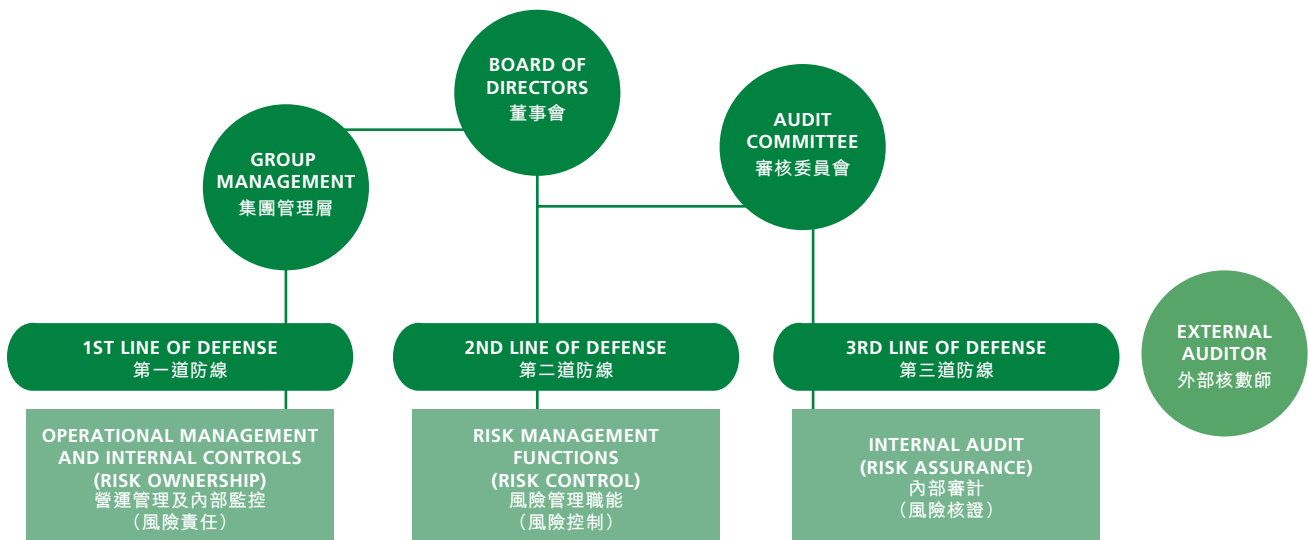 BOARD OF
DIRECTORS
董事會
AUDIT
COMMITTEE
審核委員會
GROUP
MANAGEMENT
集團管理層
1ST LINE OF DEFENSE
第一道防線
2ND LINE OF DEFENSE
第二道防線
3RD LINE OF DEFENSE
第三道防線
EXTERNAL
AUDITOR
外部核數師
OPERATIONAL MANAGEMENT
AND INTERNAL CONTROLS
(RISK OWNERSHIP)
營運管理及內部監控
（風險責任）
RISK MANAGEMENT
FUNCTIONS
(RISK CONTROL)
風險管理職能
（風險控制）
INTERNAL AUDIT
(RISK ASSURANCE)
內部審計
（風險核證）